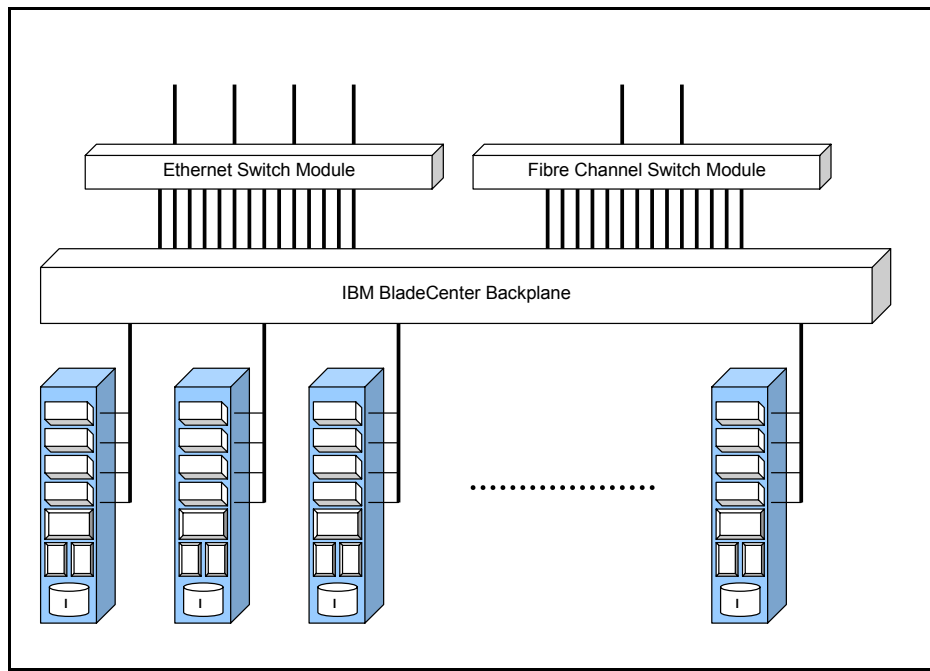 Ethernet Switch Module
Fibre Channel Switch Module
IBM BladeCenter Backplane
I
I
I
I